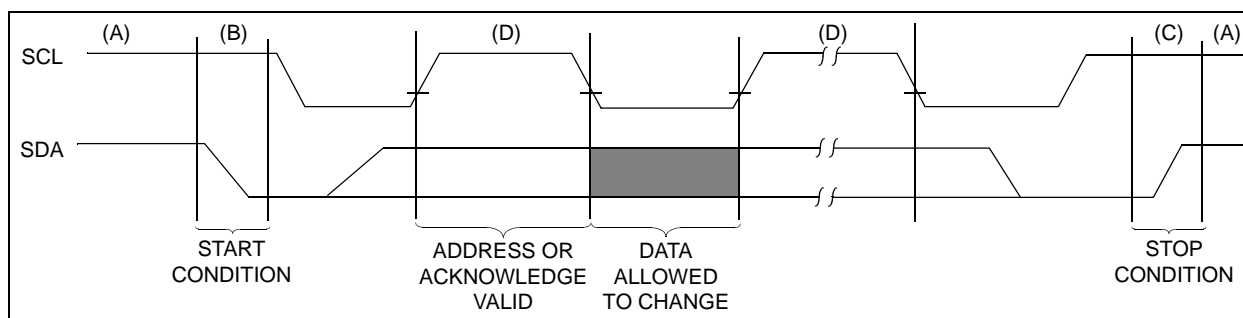 (A) (B) (D) (D) (C) (A)
SCL
SDA
START
CONDITION
ADDRESS OR
ACKNOWLEDGE
VALID
DATA
ALLOWED
TO CHANGE
STOP
CONDITION